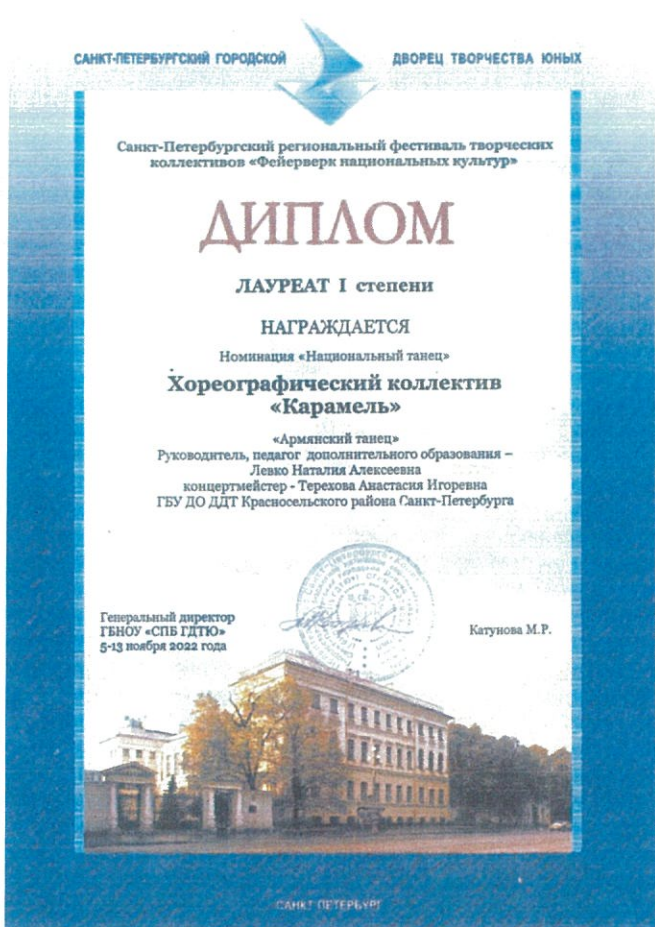 САНКТ-ПЕТЕРБУРГСКИЙ ГОРОДСКОЙ ДВОРЕЦ ТВОРЧЕСТВА ЮНЫХ
Санкт-Петербургский региональный фестиваль творческих
коллективов «Фейерверк национальных культур»
ДИПЛОМ
ЛАУРЕАТ I степени
НАГРАЖДАЕТСЯ
Номинация «Национальный танец»
Хореографический коллектив
«Карамель»
«Армянский танец»
Руководитель, педагог дополнительного образования –
Левко Наталия Алексеевна
концертмейстер - Терехова Анастасия Игоревна
ГБУ ДО ДДТ Красносельского района Санкт-Петербурга
Генеральный директор
ГБНОУ «СПБ ГДТЮ»
5-13 ноября 2022 года
Катунова М.Р.
САНКТ ПЕТЕРБУРГ